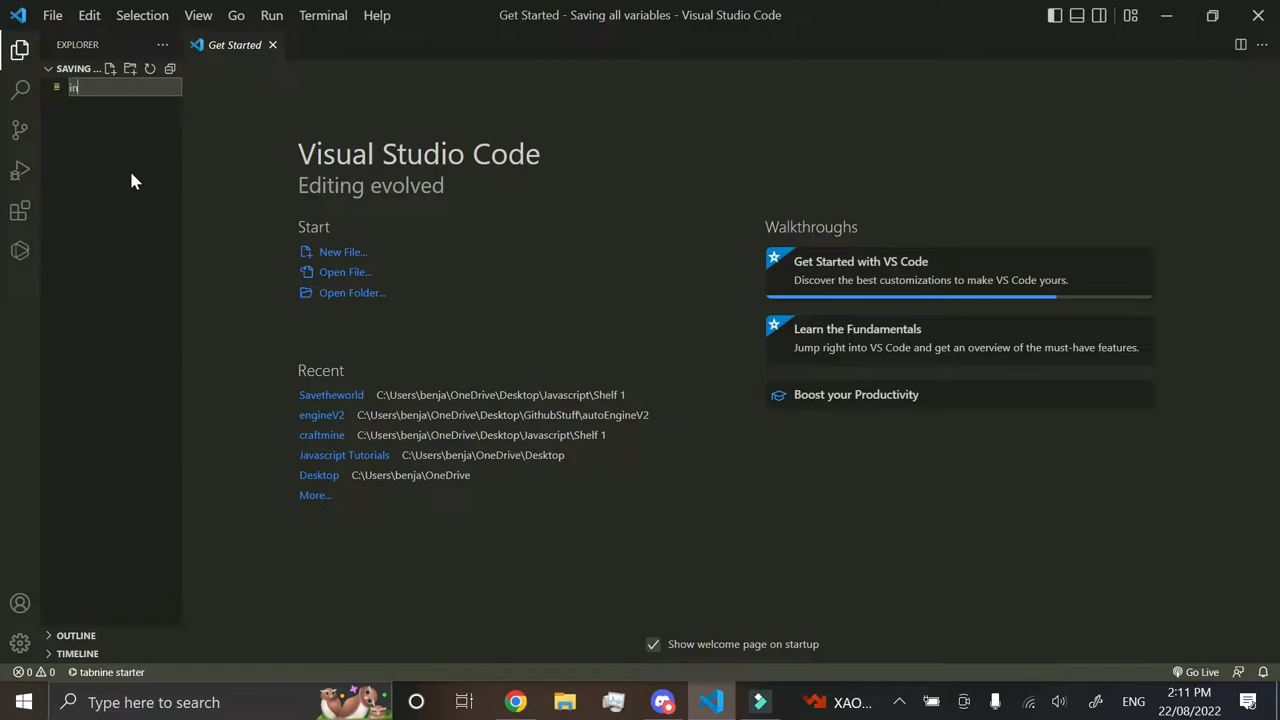 File Edit Selection View Go Run Terminal Help
Get Started - Saving all variables - Visual Studio Code
EXPLORER
Get Started
SAVING ...
in
Visual Studio Code
Editing evolved
Start
New File...
Open File...
Open Folder...
Recent
Savetheworld C:\Users\benja\OneDrive\Desktop\Javascript\Shelf 1
engineV2 C:\Users\benja\OneDrive\Desktop\GithubStuff\autoEngineV2
craftmine C:\Users\benja\OneDrive\Desktop\Javascript\Shelf 1
Javascript Tutorials C:\Users\benja\OneDrive\Desktop
Desktop C:\Users\benja\OneDrive
More...
Walkthroughs
Get Started with VS Code
Discover the best customizations to make VS Code yours.
Learn the Fundamentals
Jump right into VS Code and get an overview of the must-have features.
Boost your Productivity
Show welcome page on startup
OUTLINE
TIMELINE
0 0 tabnine starter
Go Live
Type here to search
XAO...
ENG
2:11 PM
22/08/2022